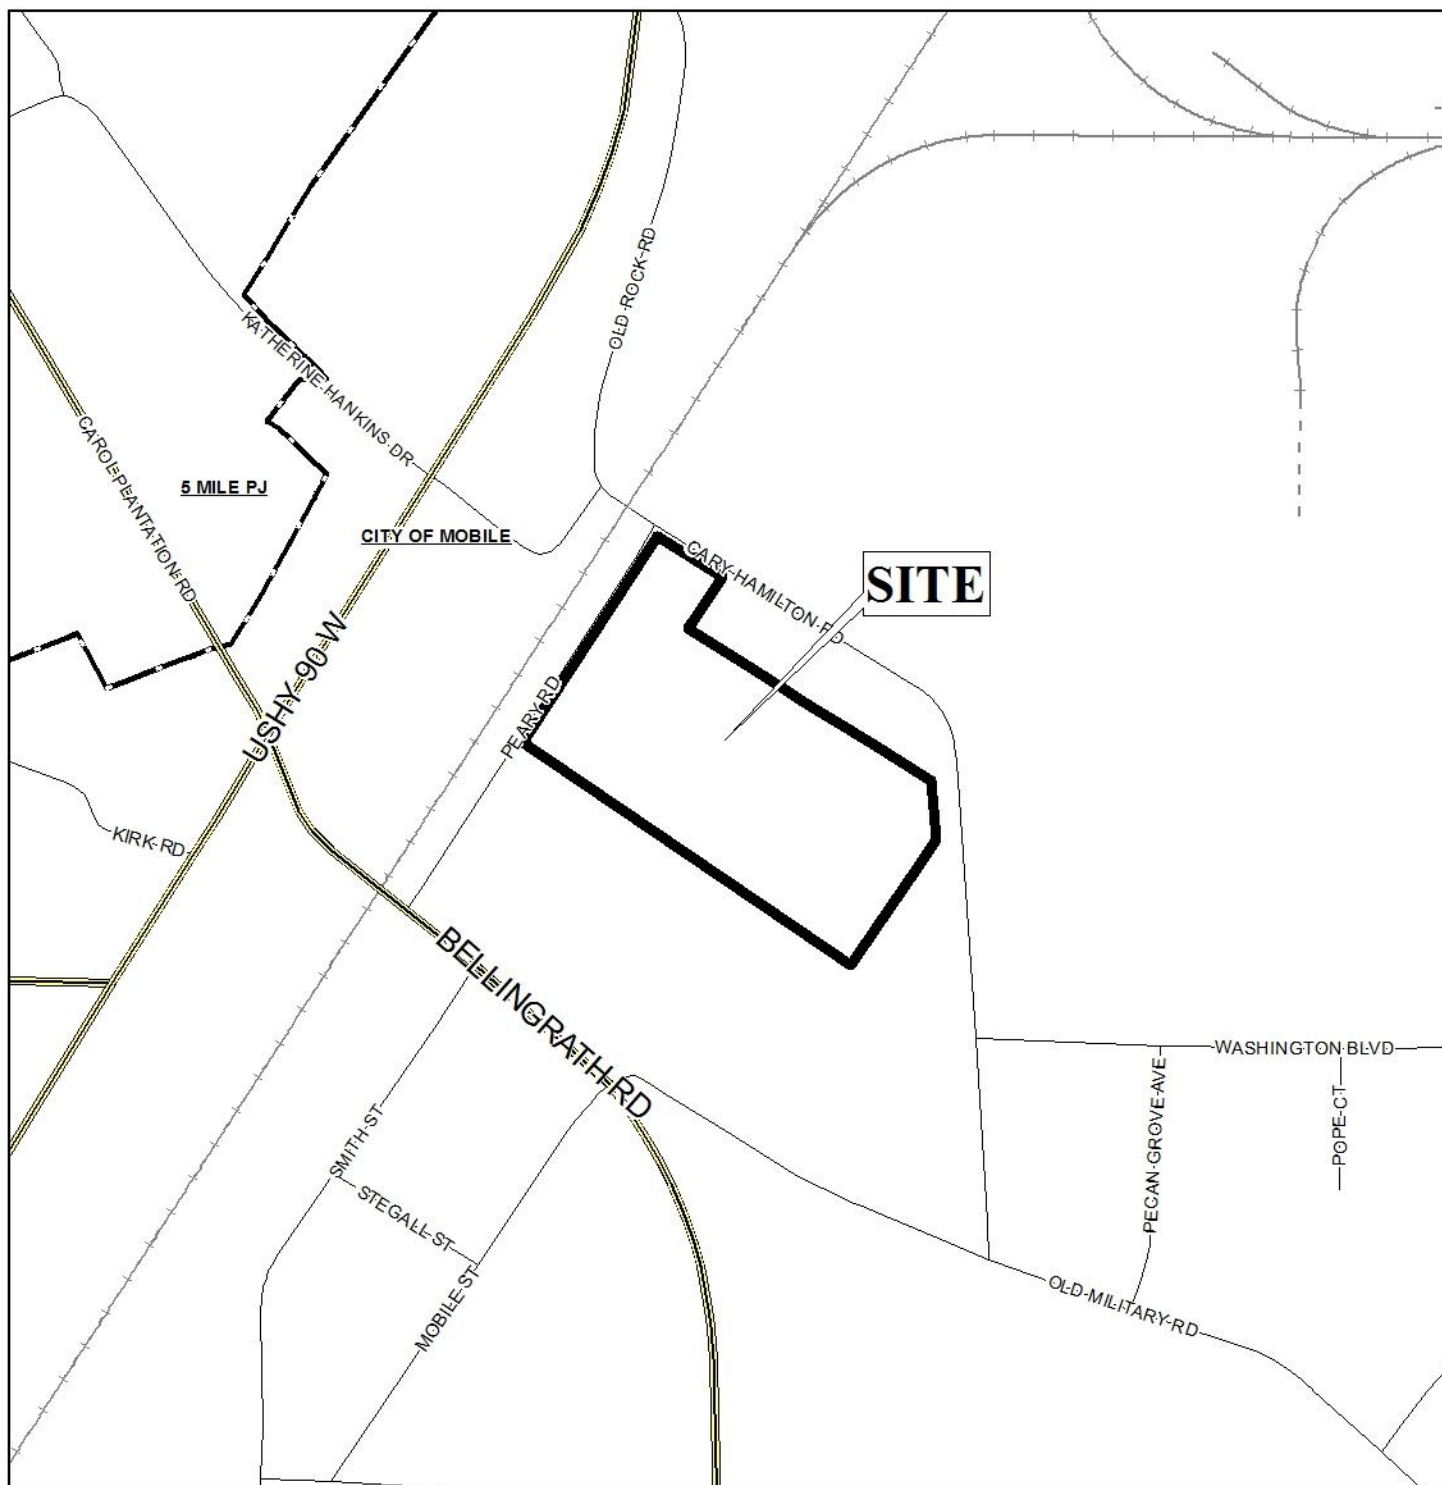 OLD ROCK RD
KATHERINE HANKINS DR
CAROL PLANTATION RD
5 MILE PJ
CITY OF MOBILE
CARY HAMILTON RD
SITE
USHY 90 W
PEARY RD
KIRK RD
BELLINGRATH RD
WASHINGTON BLVD
PECAN GROVE AVE
POPE CT
SMITH ST
STEGALL ST
MOBILE ST
OLD MILITARY RD